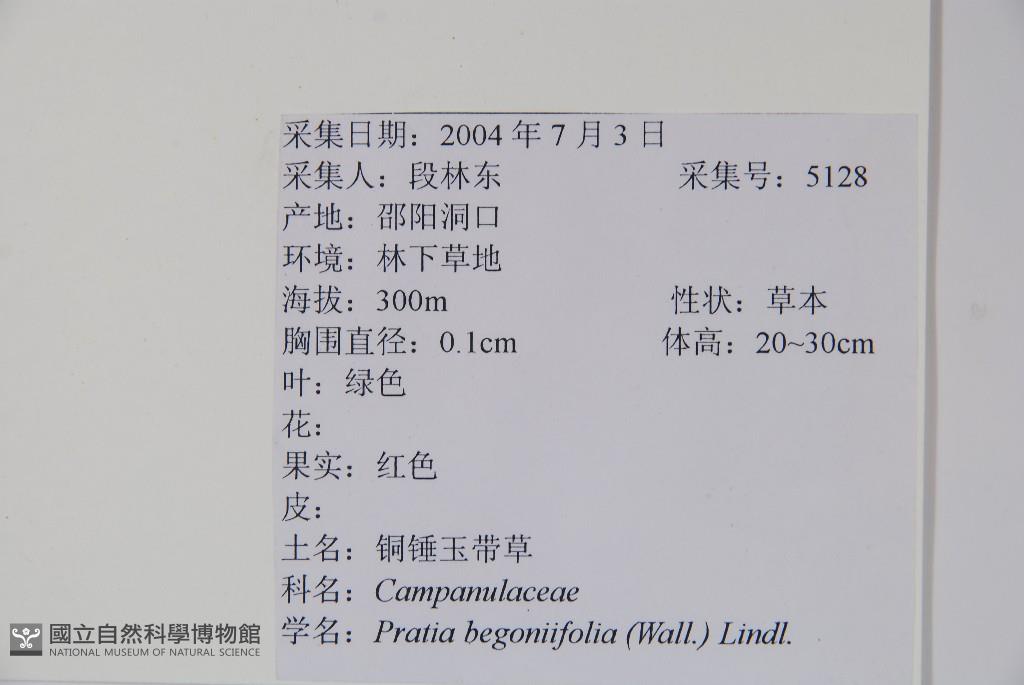 采集日期：2004 年 7 月 3 日
采集人：段林东 采集号：5128
产地：邵阳洞口
环境：林下草地
海拔：300m 性状：草本
胸围直径：0.1cm 体高：20~30cm
叶：绿色
花：
果实：红色
皮：
土名：铜锤玉带草
科名：Campanulaceae
学名：Pratia begoniifolia (Wall.) Lindl.
國立自然科學博物館
NATIONAL MUSEUM OF NATURAL SCIENCE